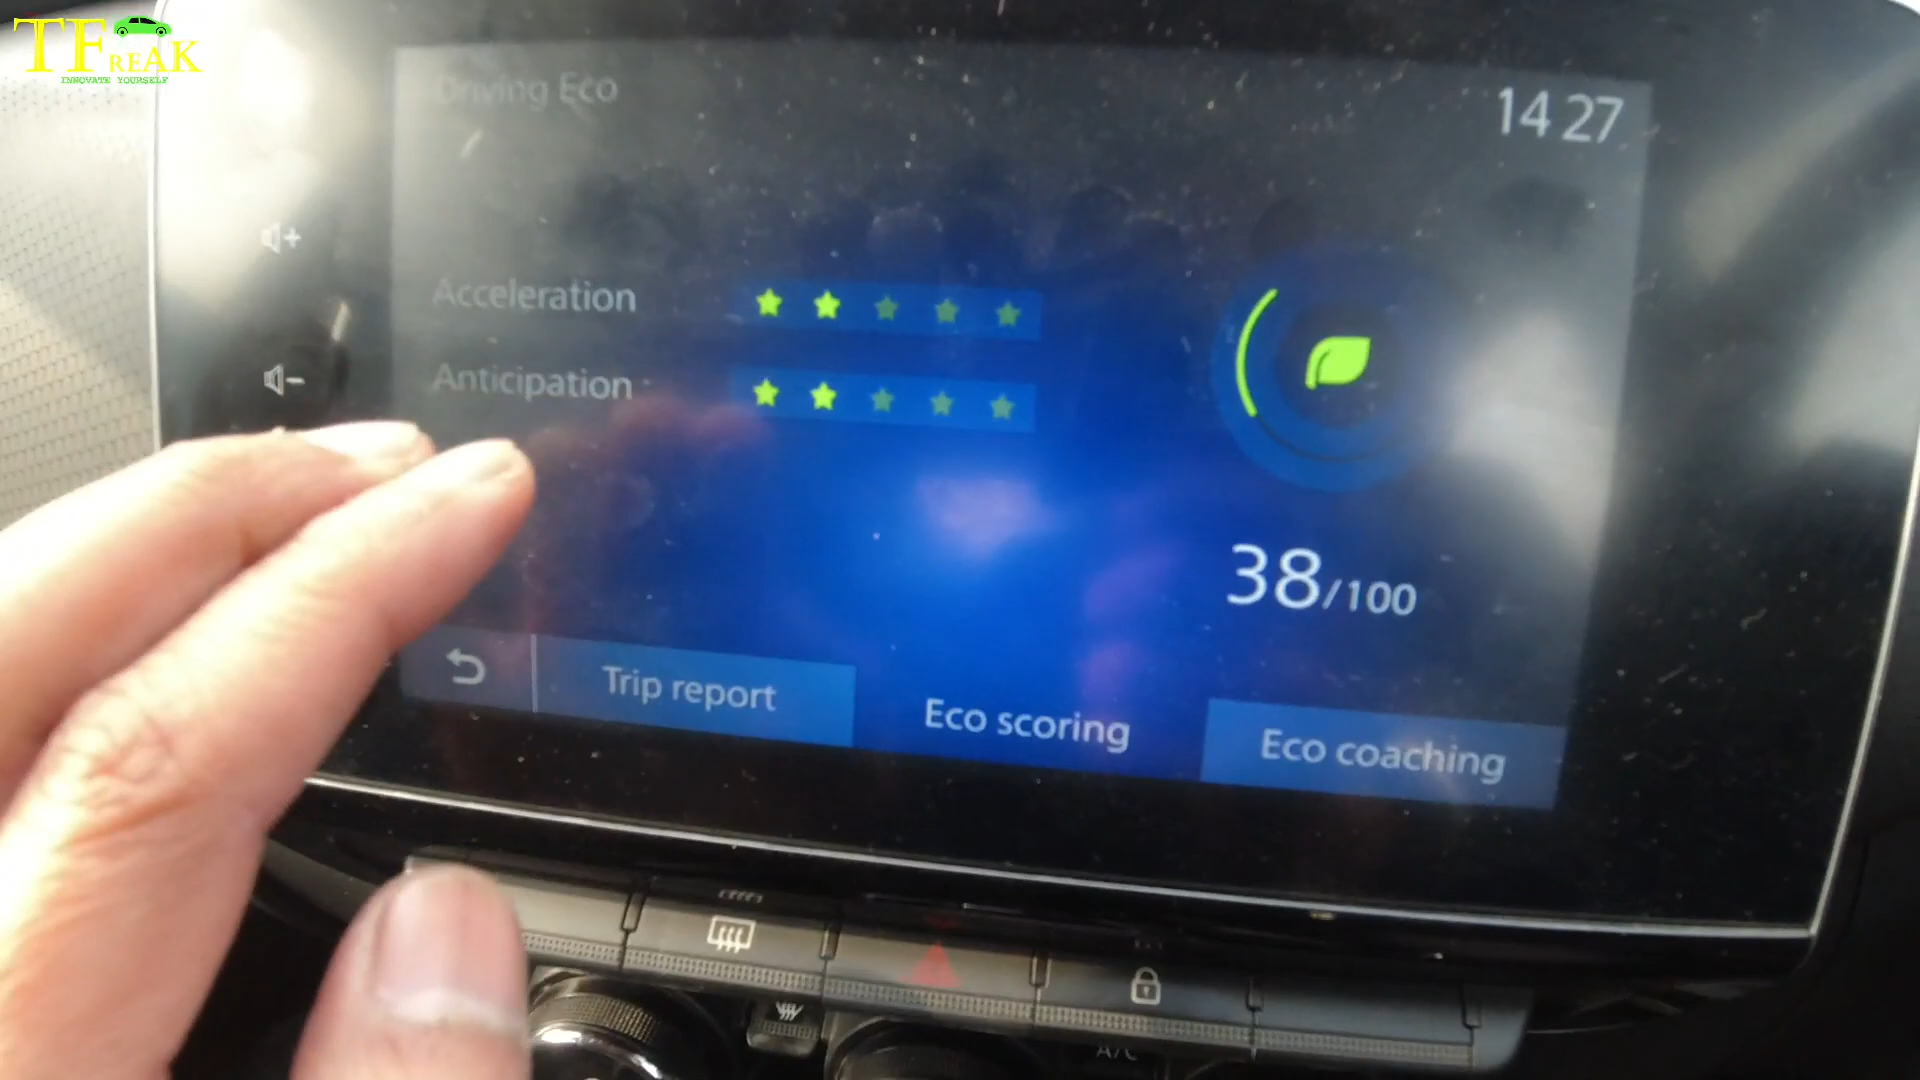 TFREAK
INNOVATE YOURSELF
Driving Eco
14 27
Acceleration
Anticipation
38/100
Trip report
Eco scoring
Eco coaching
A/C